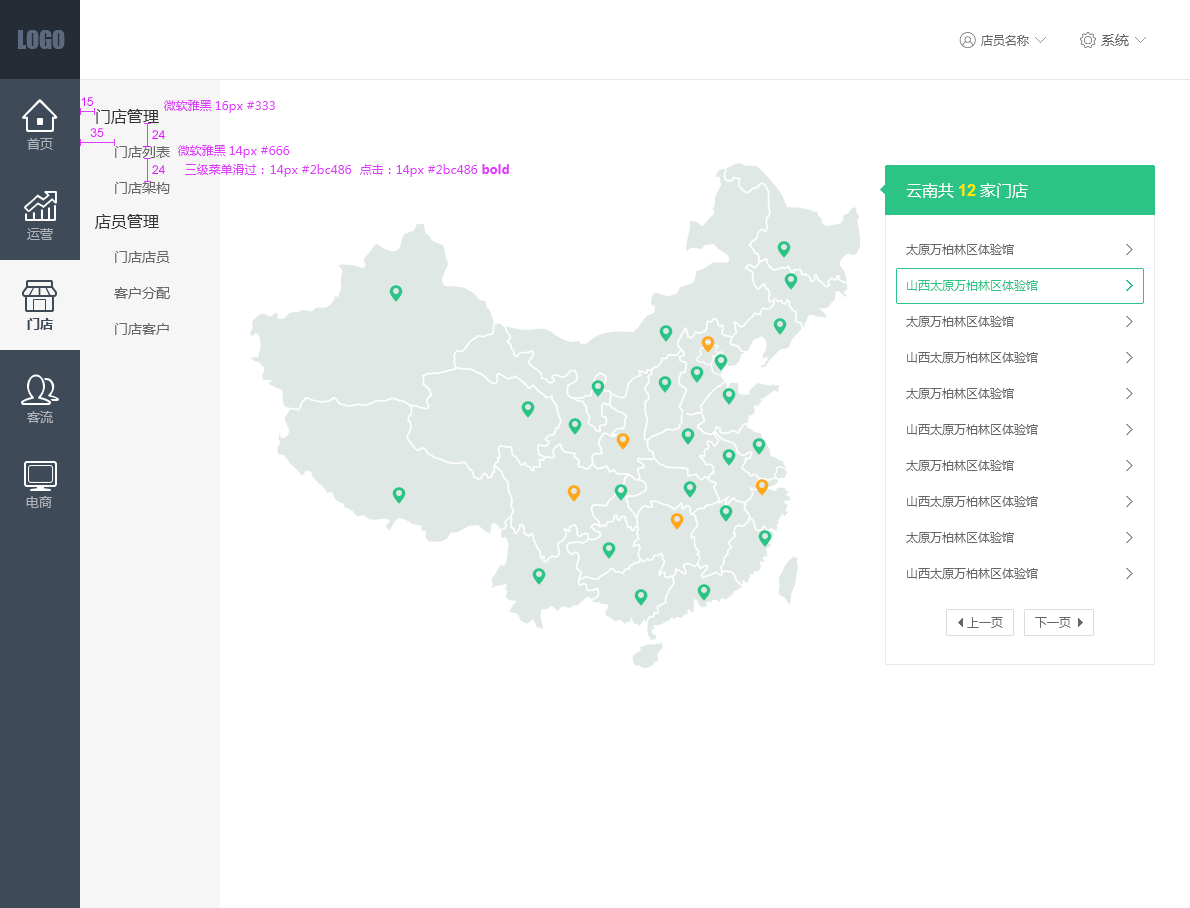 LOGO
店员名称
系统
首页
运营
门店
客流
电商
15
门店管理
微软雅黑 16px #333
35
24
门店列表
微软雅黑 14px #666
24
三级菜单滑过：14px #2bc486 点击：14px #2bc486 bold
门店架构
店员管理
门店店员
客户分配
门店客户
云南共 12 家门店
太原万柏林区体验馆
山西太原万柏林区体验馆
太原万柏林区体验馆
山西太原万柏林区体验馆
太原万柏林区体验馆
山西太原万柏林区体验馆
太原万柏林区体验馆
山西太原万柏林区体验馆
太原万柏林区体验馆
山西太原万柏林区体验馆
上一页
下一页